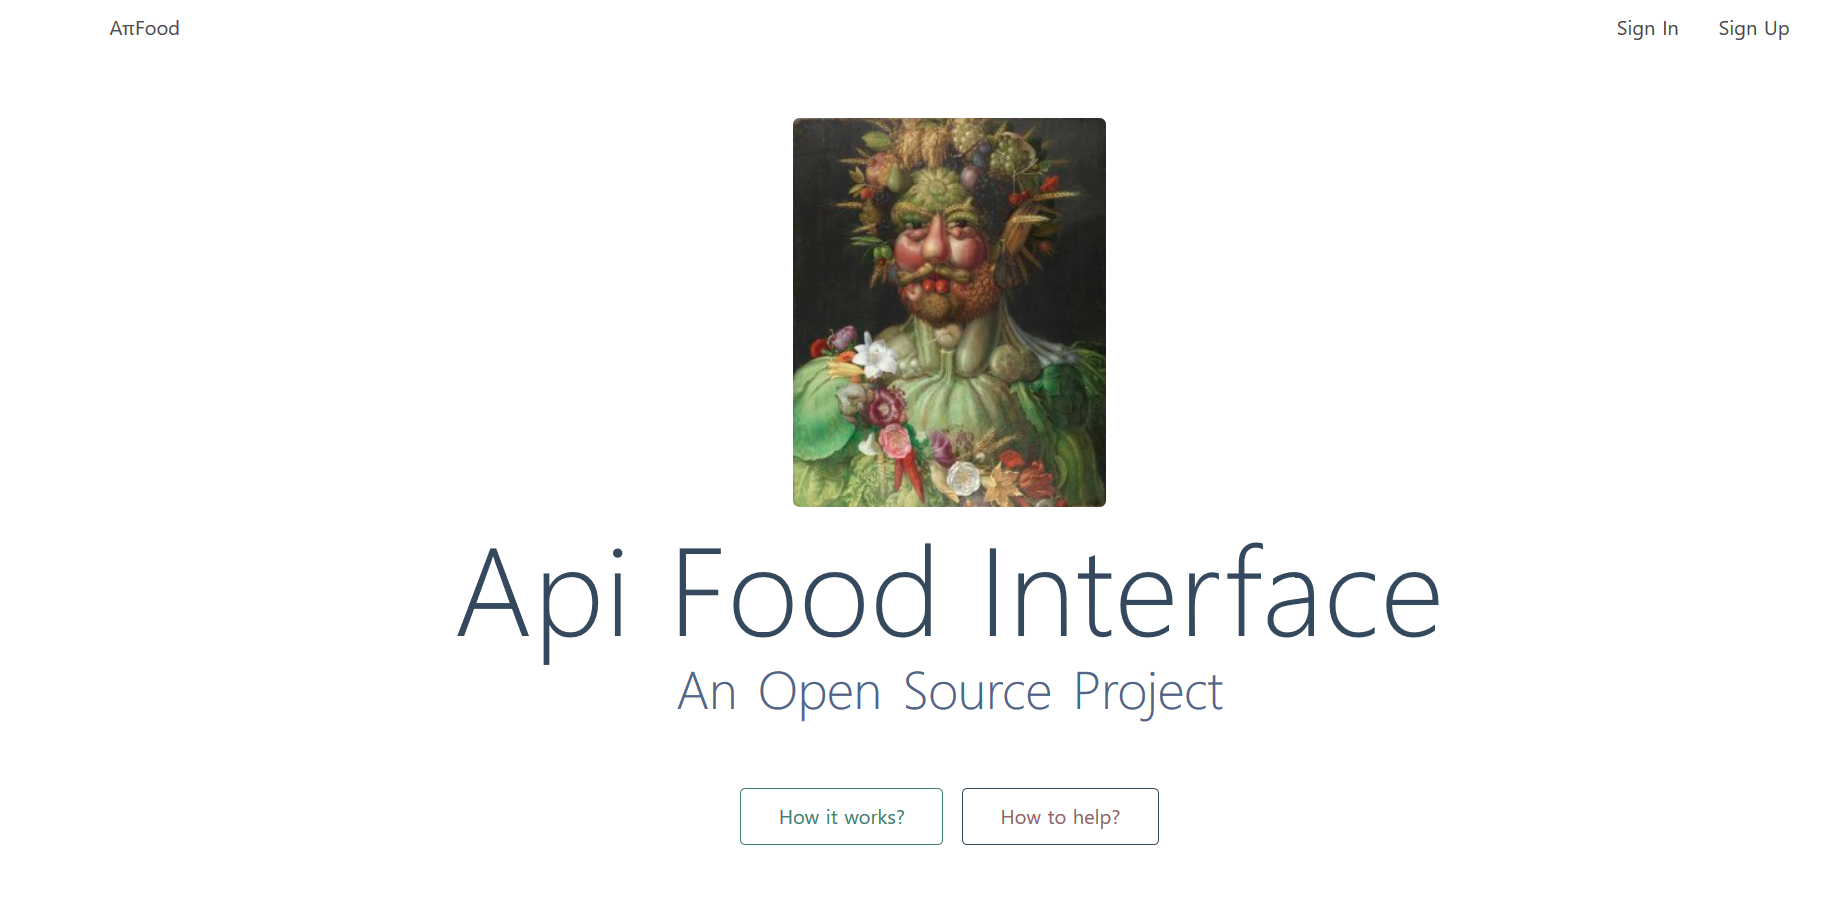 AπFood
Sign In
Sign Up
Api Food Interface
An Open Source Project
How it works?
How to help?